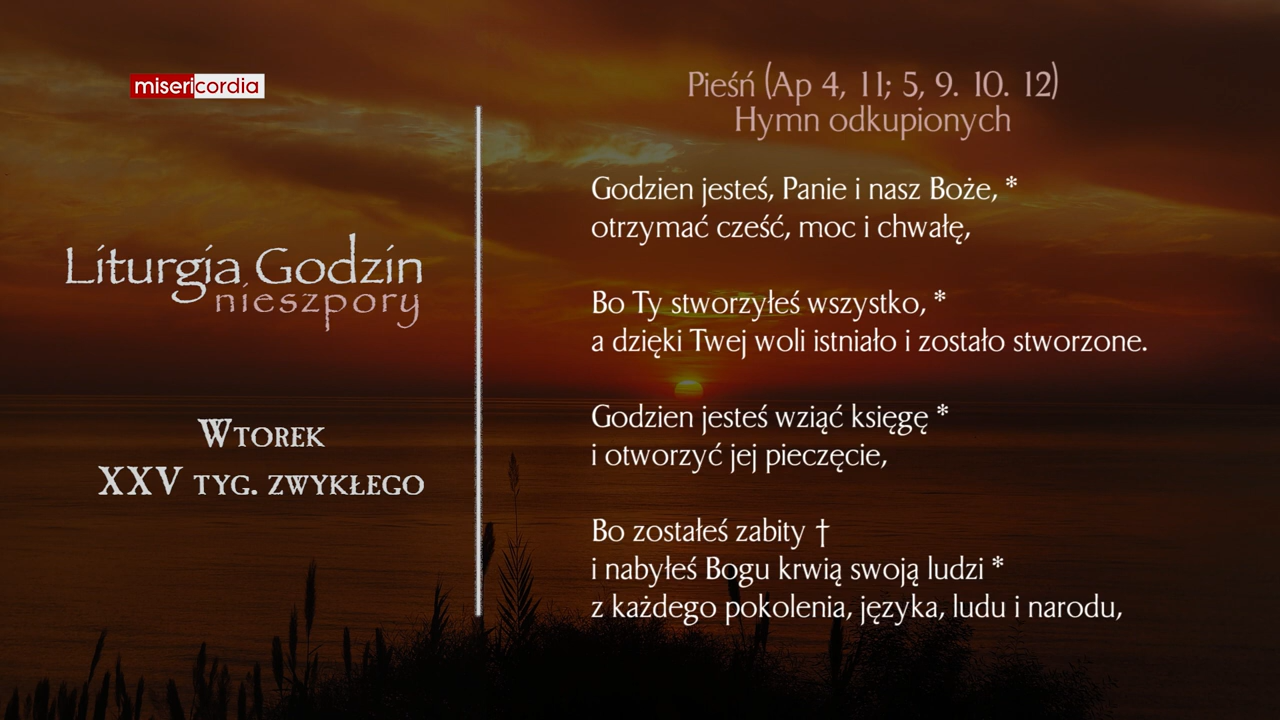 misericordia
Liturgia Godzin
nieszpory
Wtorek
XXV tyg. zwykłego
Pieśń (Ap 4, 11; 5, 9. 10. 12)
Hymn odkupionych
Godzien jesteś, Panie i nasz Boże, *
otrzymać cześć, moc i chwałę,
Bo Ty stworzyłeś wszystko, *
a dzięki Twej woli istniało i zostało stworzone.
Godzien jesteś wziąć księgę *
i otworzyć jej pieczęcie,
Bo zostałeś zabity †
i nabyłeś Bogu krwią swoją ludzi *
z każdego pokolenia, języka, ludu i narodu,